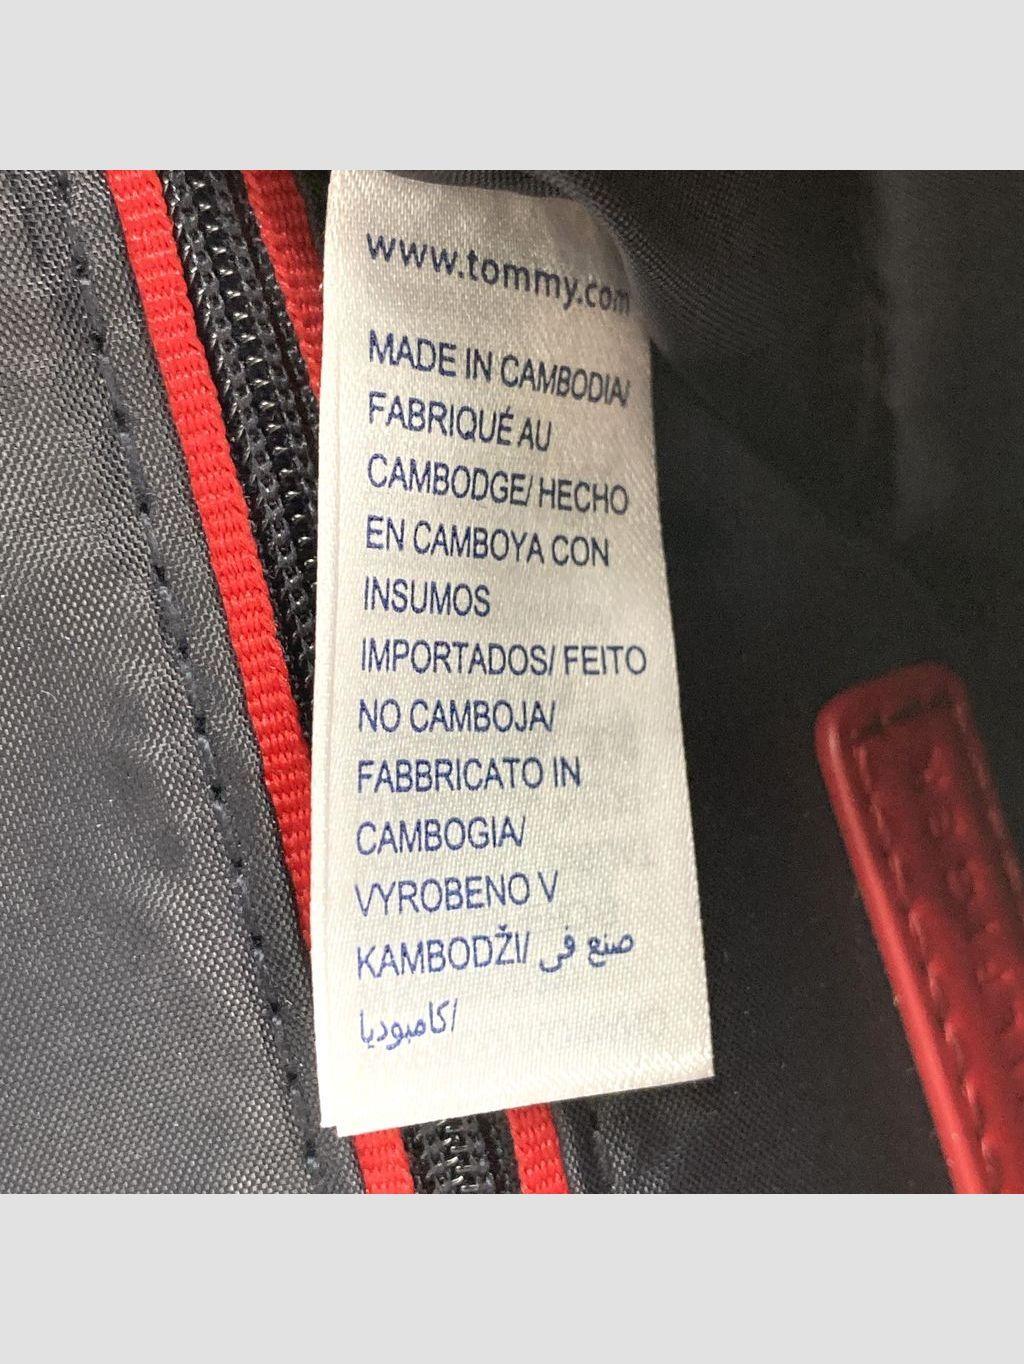 www.tommy.com
MADE IN CAMBODIA/
FABRIQUÉ AU
CAMBODGE/ HECHO
EN CAMBOYA CON
INSUMOS
IMPORTADOS/ FEITO
NO CAMBOJA/
FABBRICATO IN
CAMBOGIA/
VYROBENO V
KAMBODŽI/ صنع في
كامبوديا/